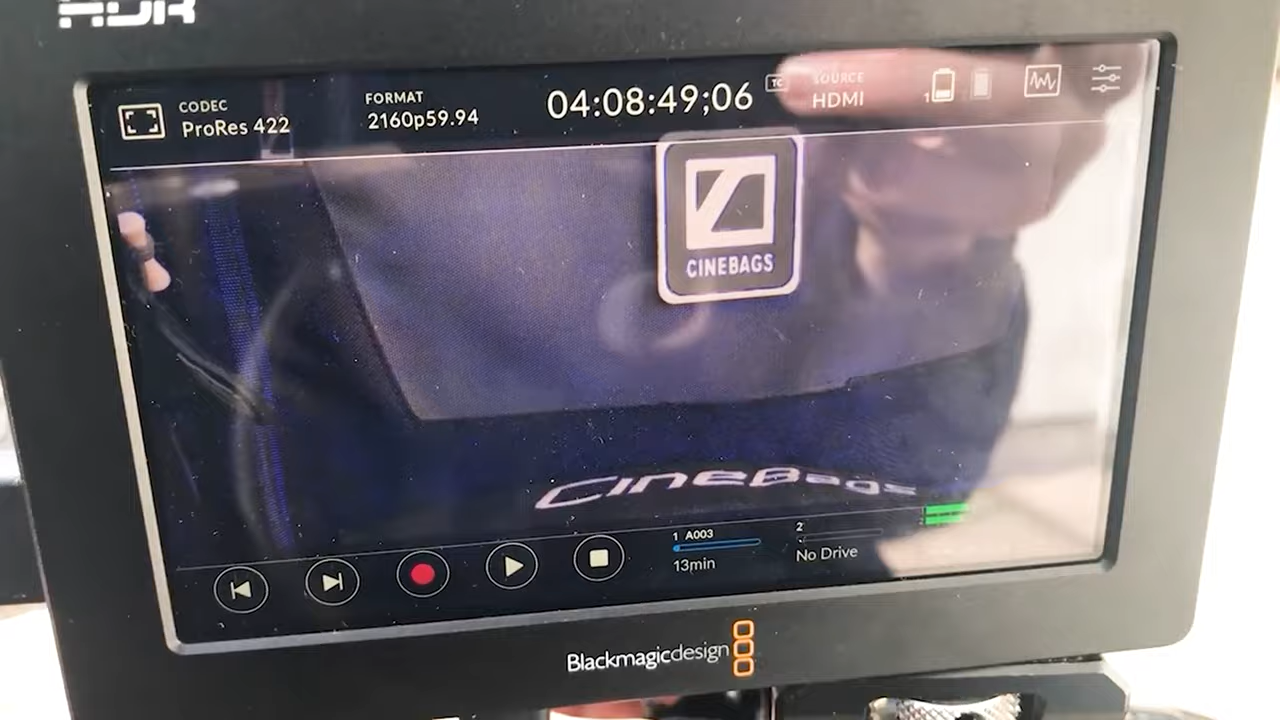 HDR
CODEC
ProRes 422
FORMAT
2160p59.94
04:08:49;06
TC
SOURCE
HDMI
1
CINEBAGS
CineBags
1 A003
13min
2
No Drive
Blackmagicdesign